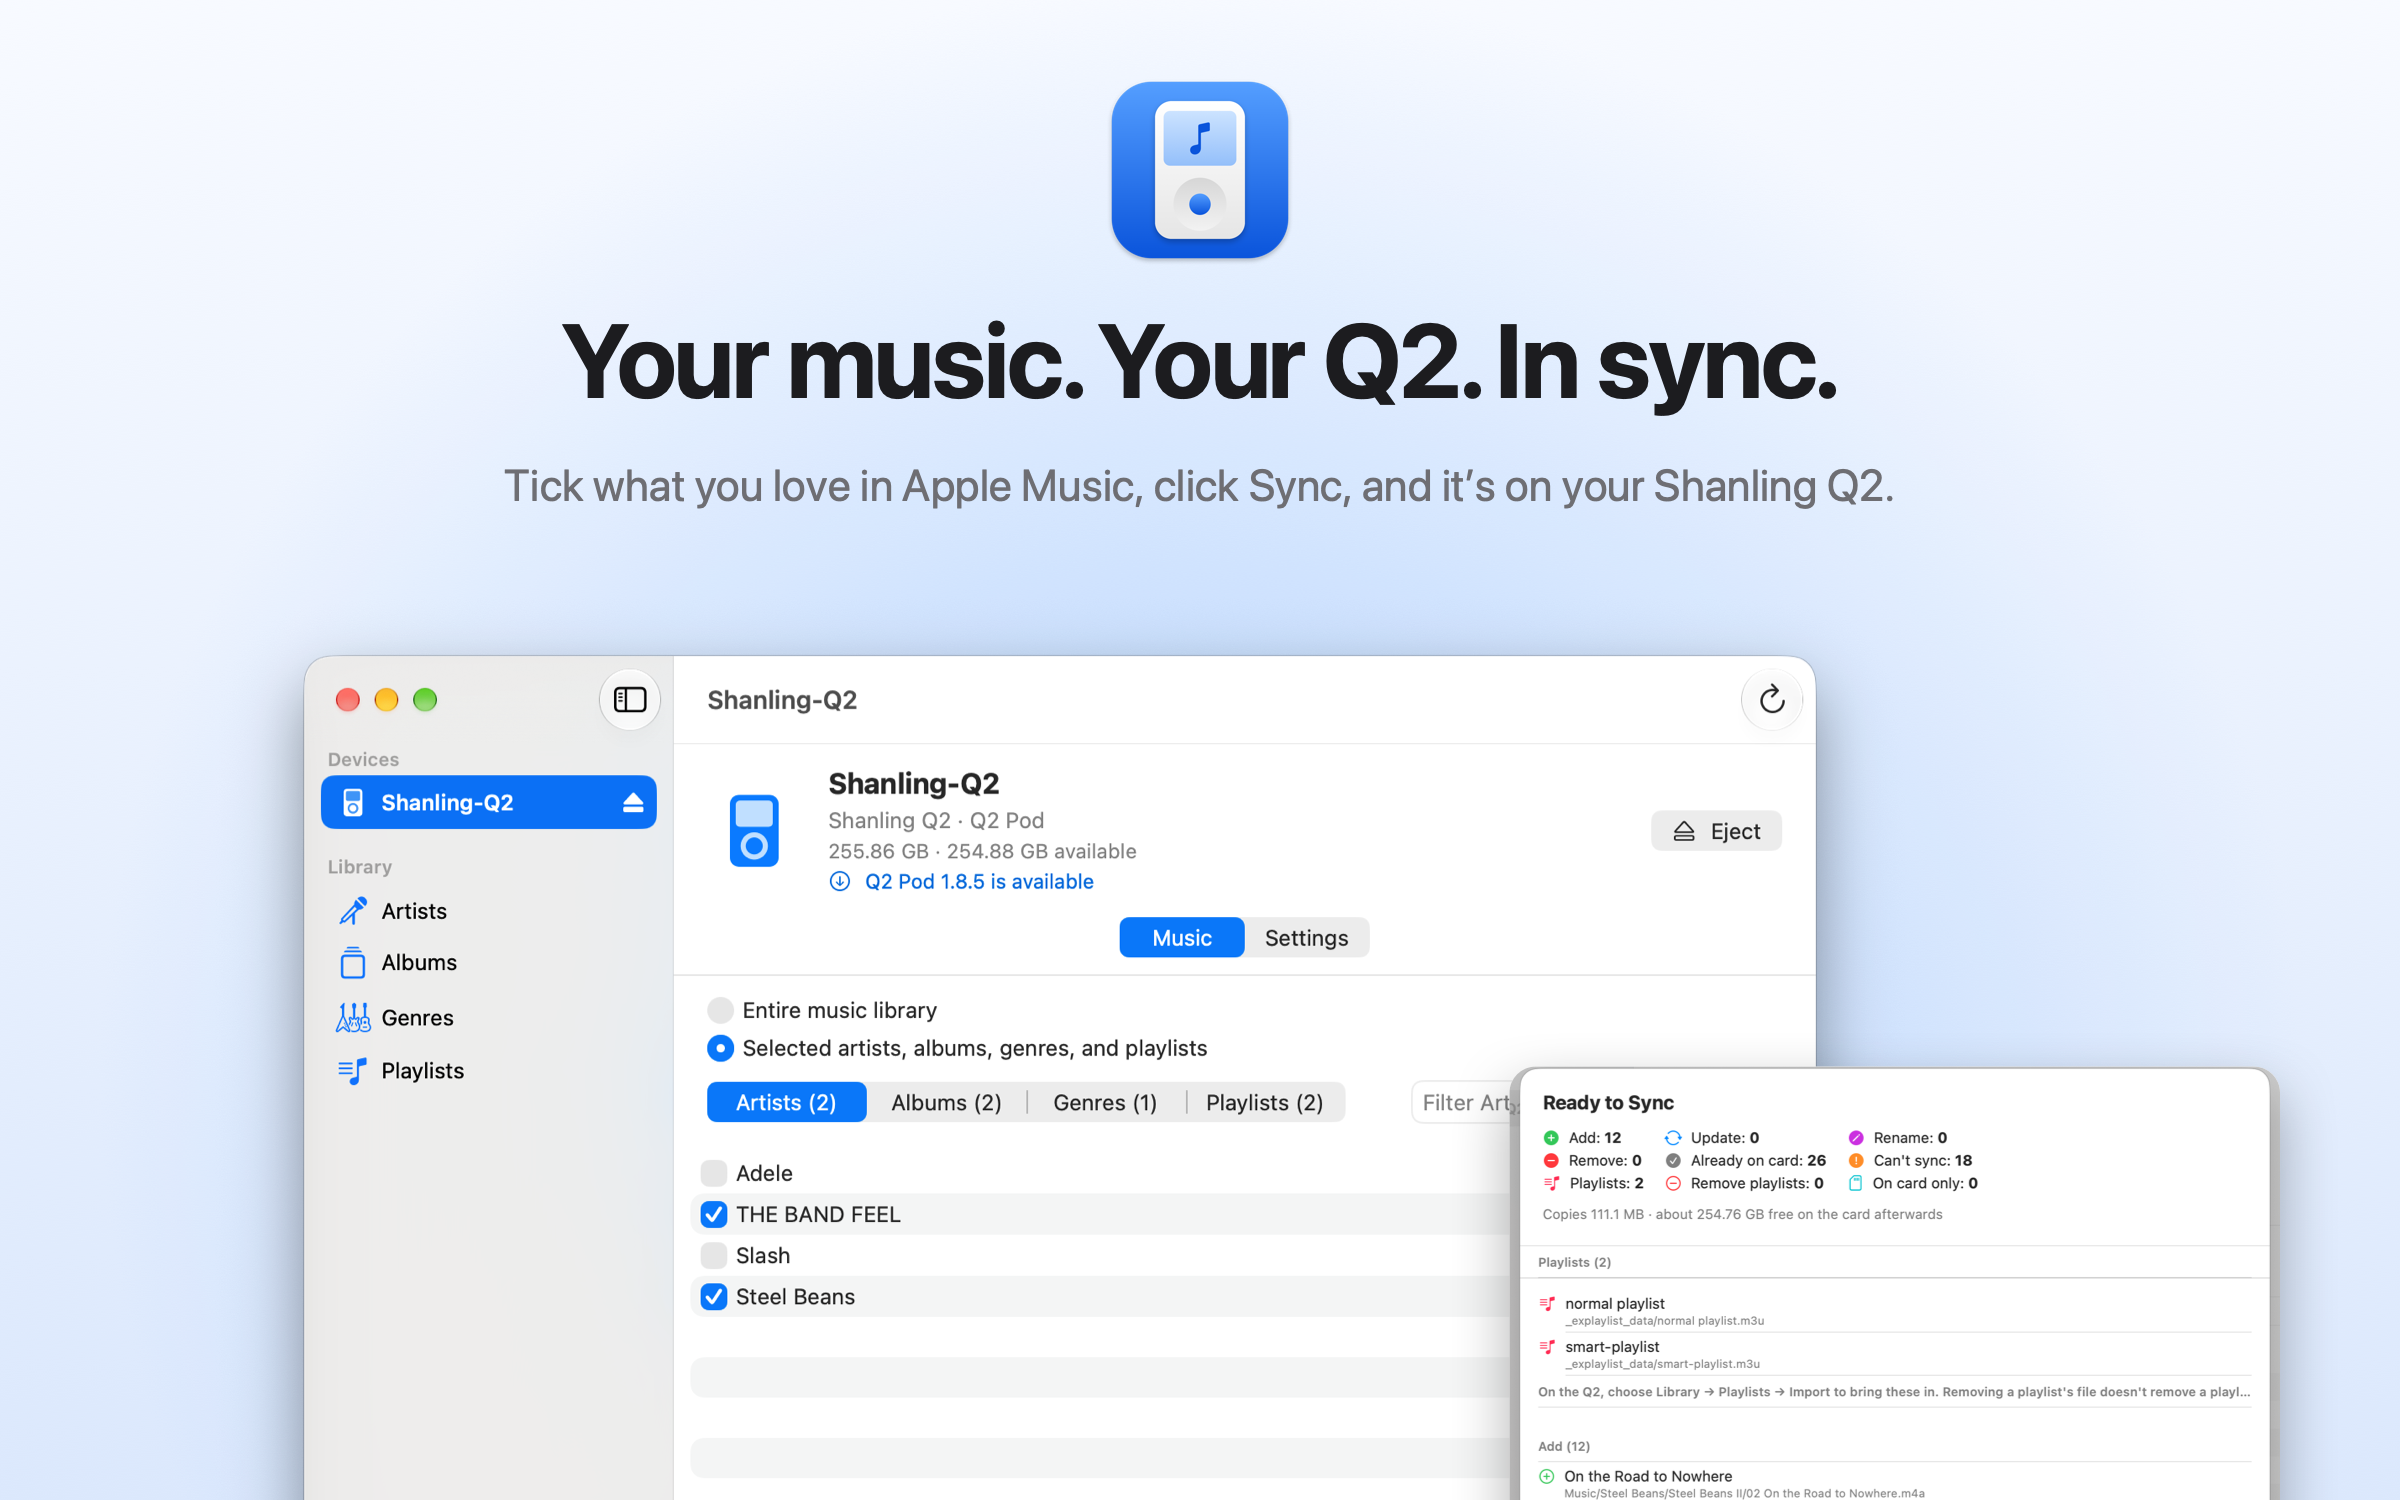 Your music. Your Q2. In sync.
Tick what you love in Apple Music, click Sync, and it’s on your Shanling Q2.
Shanling-Q2
Devices
Shanling-Q2
Library
Artists
Albums
Genres
Playlists
Shanling-Q2
Shanling Q2 · Q2 Pod
255.86 GB · 254.88 GB available
Q2 Pod 1.8.5 is available
Eject
Music
Settings
Entire music library
Selected artists, albums, genres, and playlists
Artists (2)
Albums (2)
Genres (1)
Playlists (2)
Filter Art
Adele
THE BAND FEEL
Slash
Steel Beans
Ready to Sync
Add: 12
Update: 0
Rename: 0
Remove: 0
Already on card: 26
Can't sync: 18
Playlists: 2
Remove playlists: 0
On card only: 0
Copies 111.1 MB · about 254.76 GB free on the card afterwards
Playlists (2)
normal playlist
_explaylist_data/normal playlist.m3u
smart-playlist
_explaylist_data/smart-playlist.m3u
On the Q2, choose Library → Playlists → Import to bring these in. Removing a playlist's file doesn't remove a playl...
Add (12)
On the Road to Nowhere
Music/Steel Beans/Steel Beans II/02 On the Road to Nowhere.m4a